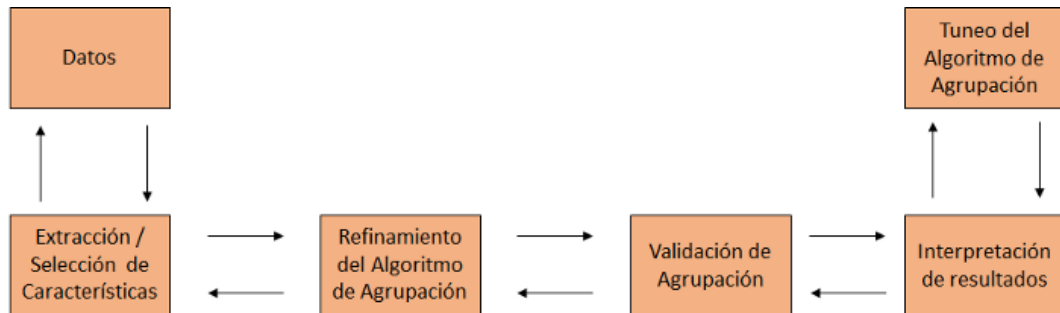 Datos
Tuneo del
Algoritmo de
Agrupación
Extracción /
Selección de
Características
Refinamiento
del Algoritmo
de Agrupación
Validación de
Agrupación
Interpretación
de resultados